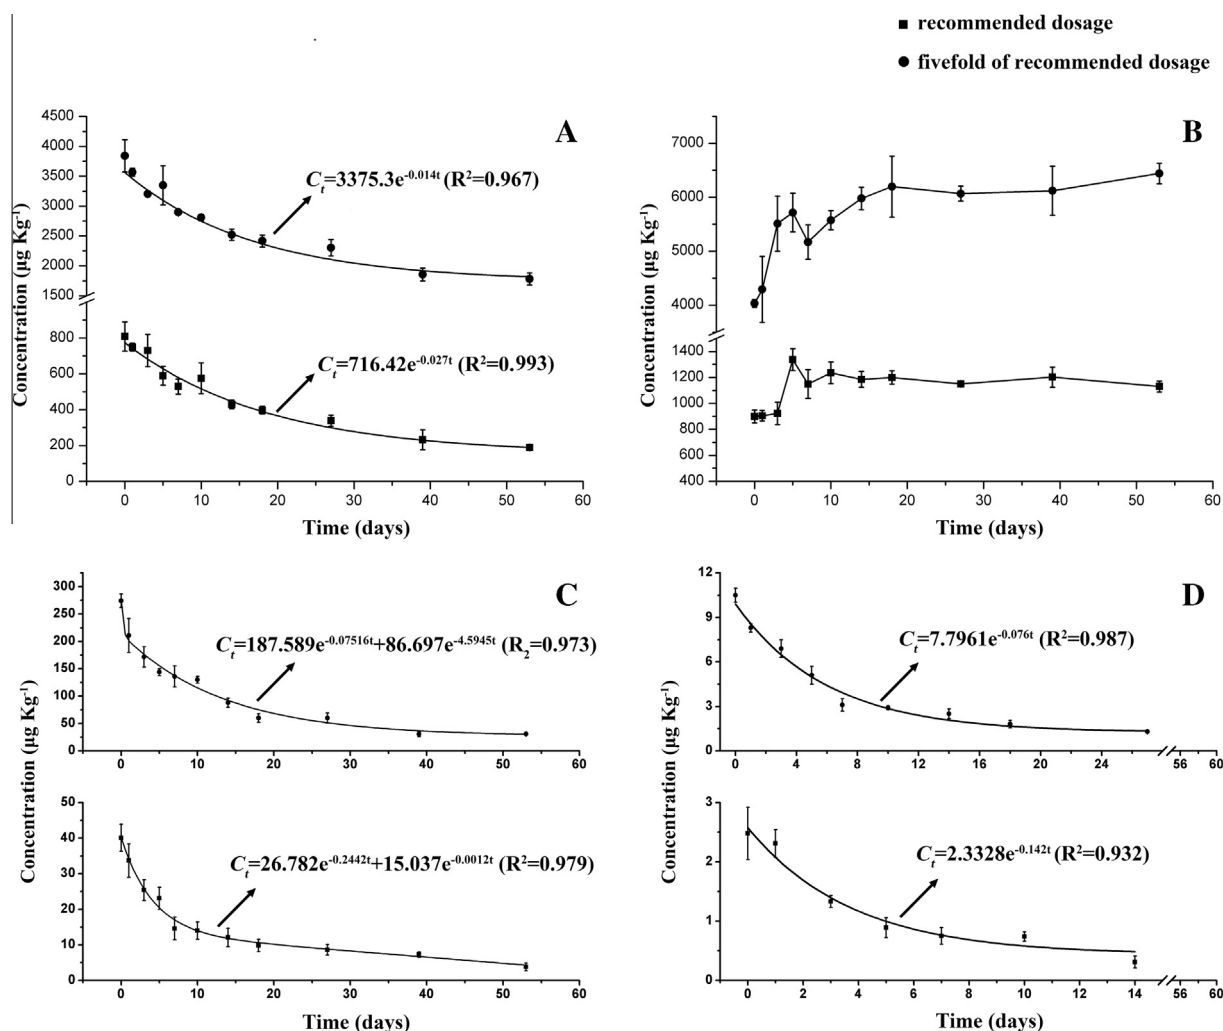 recommended dosage
fivefold of recommended dosage
A
4500
4000
3500
3000
2500
2000
1500
800
600
400
200
0
Concentration (μg Kg⁻¹)
Cₜ=3375.3e⁻⁰·⁰¹⁴ᵗ (R²=0.967)
Cₜ=716.42e⁻⁰·⁰²⁷ᵗ (R²=0.993)
0 10 20 30 40 50 60
Time (days)
B
7000
6000
5000
4000
1400
1200
1000
800
600
400
Concentration (μg Kg⁻¹)
0 10 20 30 40 50 60
Time (days)
C
300
250
200
150
100
50
0
Cₜ=187.589e⁻⁰·⁰⁷⁵¹⁶ᵗ+86.697e⁻⁴·⁵⁹⁴⁵ᵗ (R₂=0.973)
0 10 20 30 40 50 60
Concentration (μg Kg⁻¹)
50
40
30
20
10
0
Cₜ=26.782e⁻⁰·²⁴⁴²ᵗ+15.037e⁻⁰·⁰⁰¹²ᵗ (R²=0.979)
0 10 20 30 40 50 60
Time (days)
D
12
9
6
3
0
Cₜ=7.7961e⁻⁰·⁰⁷⁶ᵗ (R²=0.987)
0 4 8 12 16 20 24 56 60
Concentration (μg Kg⁻¹)
3
2
1
0
Cₜ=2.3328e⁻⁰·¹⁴²ᵗ (R²=0.932)
0 2 4 6 8 10 12 14 56 60
Time (days)